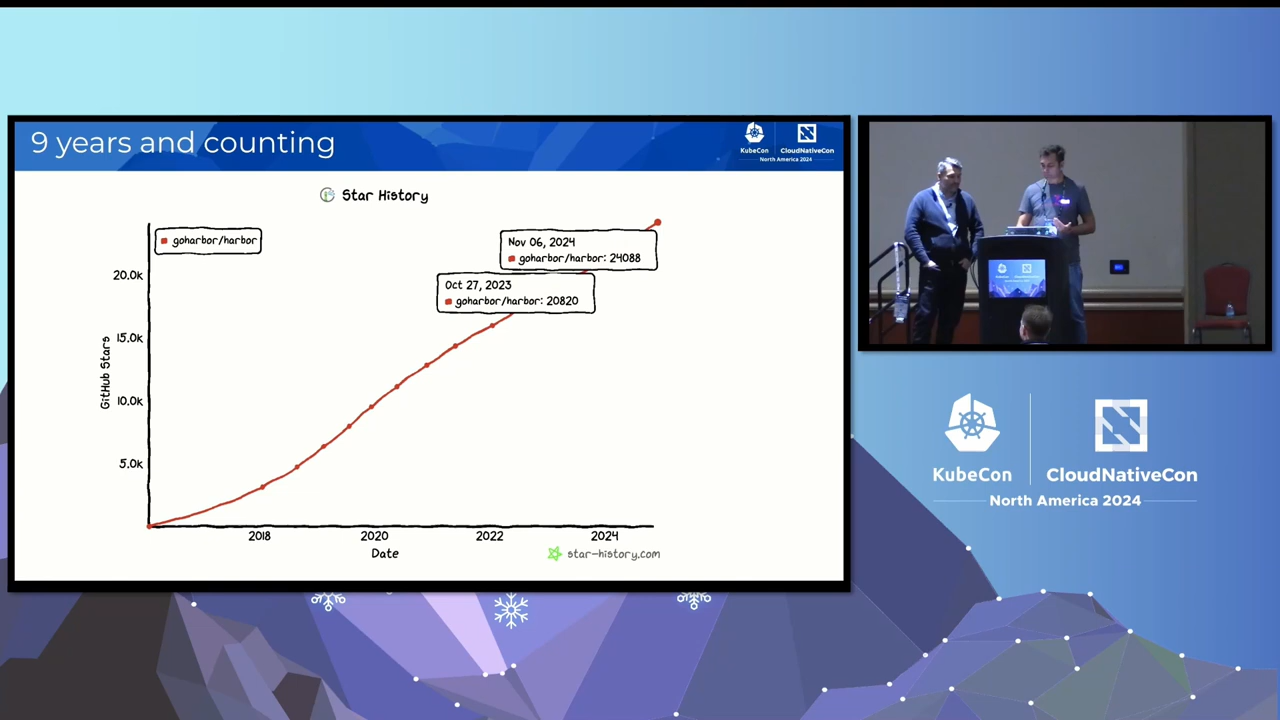 9 years and counting
KubeCon
CloudNativeCon
North America 2024
Star History
goharbor/harbor
Nov 06, 2024
goharbor/harbor: 24088
Oct 27, 2023
goharbor/harbor: 20820
GitHub Stars
20.0k
15.0k
10.0k
5.0k
2018
2020
2022
2024
Date
star-history.com
KubeCon
CloudNativeCon
North America 2024